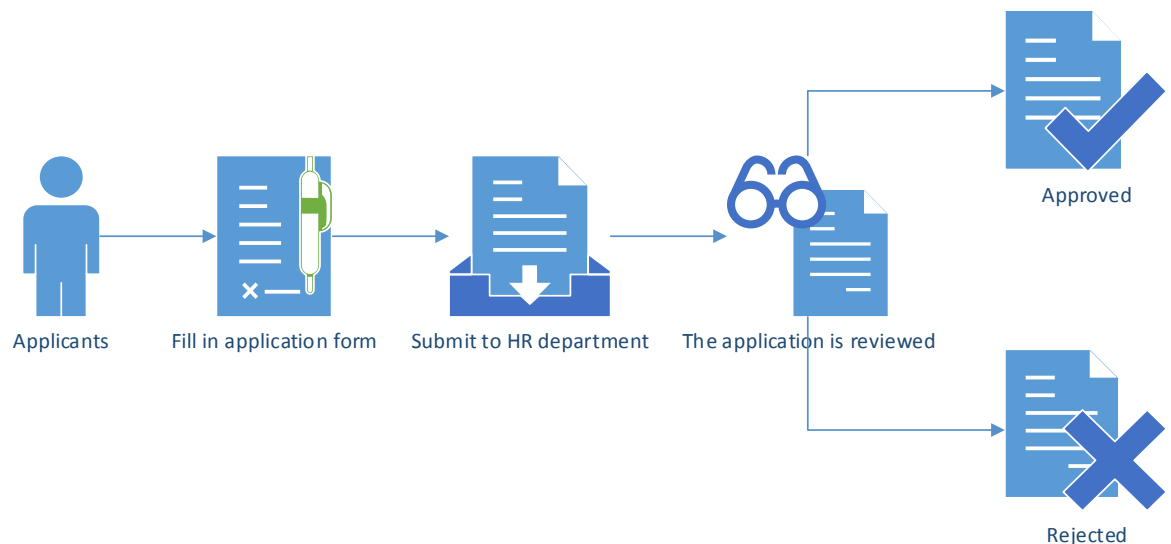 Approved
Applicants
Fill in application form
Submit to HR department
The application is reviewed
Rejected